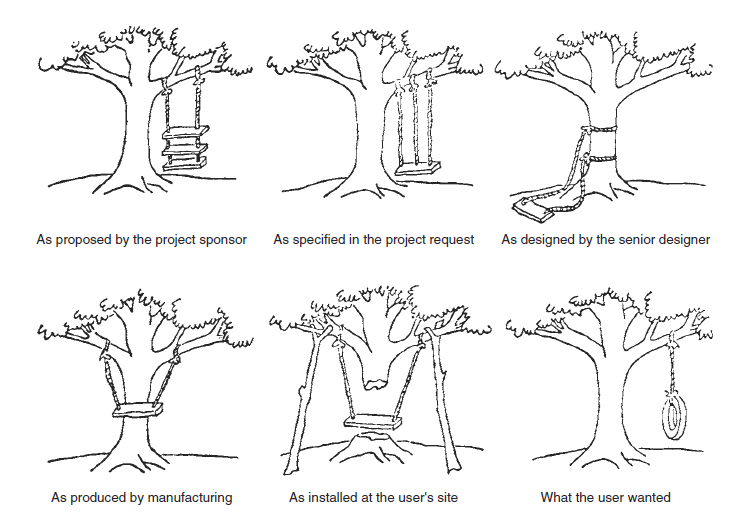 As proposed by the project sponsor
As specified in the project request
As designed by the senior designer
As produced by manufacturing
As installed at the user's site
What the user wanted